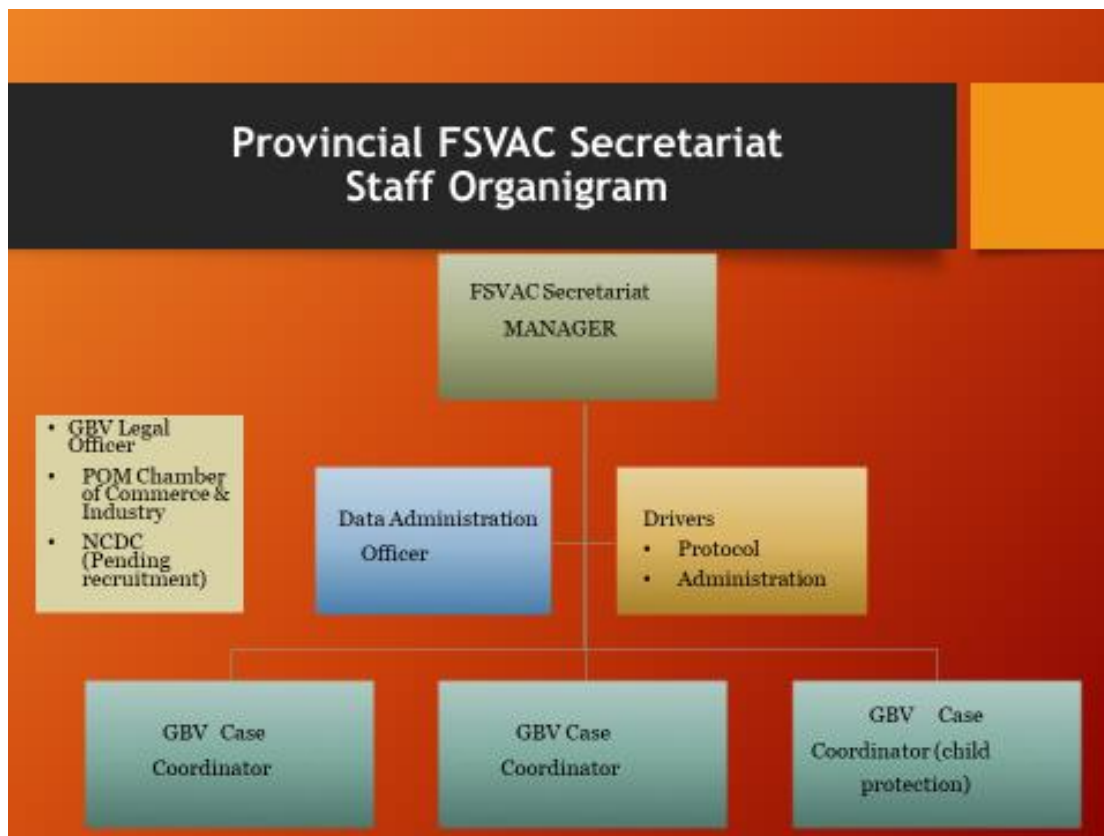 Provincial FSVAC Secretariat
Staff Organigram
FSVAC Secretariat
MANAGER
• GBV Legal
Officer
• POM Chamber
of Commerce &
Industry
• NCDC
(Pending
recruitment)
Data Administration
Officer
Drivers
• Protocol
• Administration
GBV Case
Coordinator
GBV Case
Coordinator
GBV Case
Coordinator (child
protection)